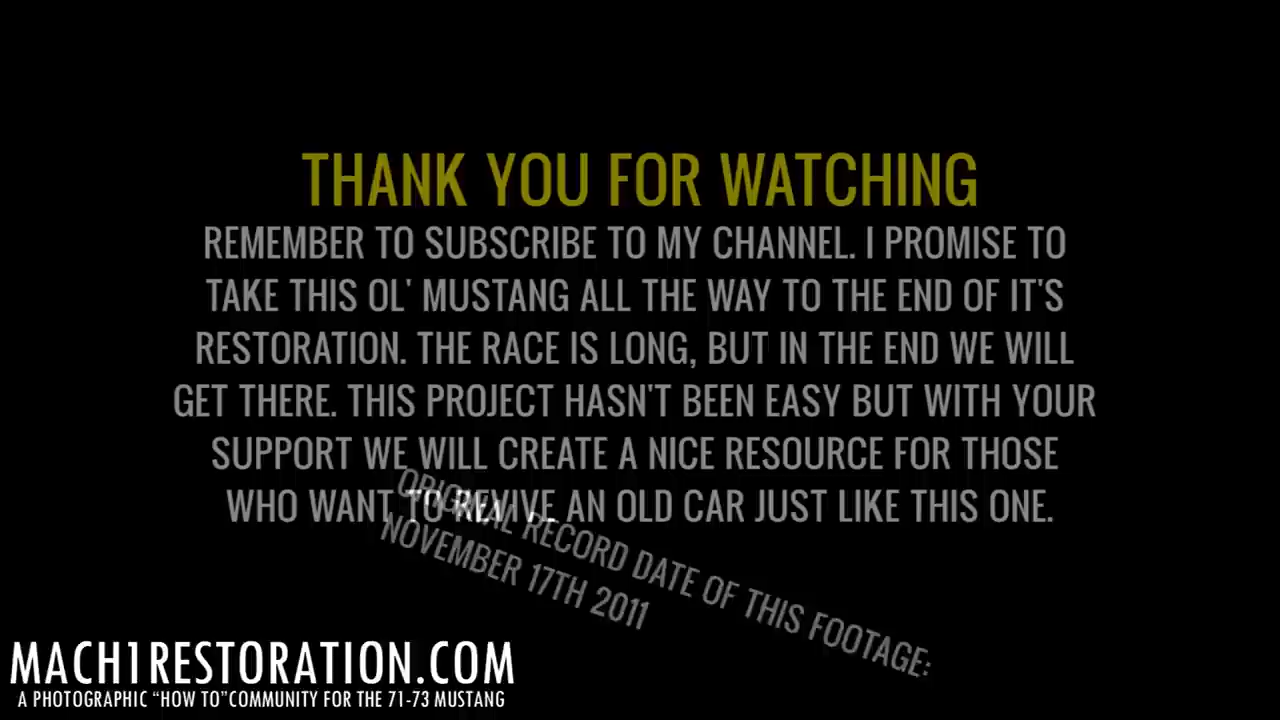 THANK YOU FOR WATCHING
REMEMBER TO SUBSCRIBE TO MY CHANNEL. I PROMISE TO
TAKE THIS OL' MUSTANG ALL THE WAY TO THE END OF IT'S
RESTORATION. THE RACE IS LONG, BUT IN THE END WE WILL
GET THERE. THIS PROJECT HASN'T BEEN EASY BUT WITH YOUR
SUPPORT WE WILL CREATE A NICE RESOURCE FOR THOSE
WHO WANT TO REVIVE AN OLD CAR JUST LIKE THIS ONE.
ORIGINAL RECORD DATE OF THIS FOOTAGE:
NOVEMBER 17TH 2011
MACH1RESTORATION.COM
A PHOTOGRAPHIC "HOW TO" COMMUNITY FOR THE 71-73 MUSTANG